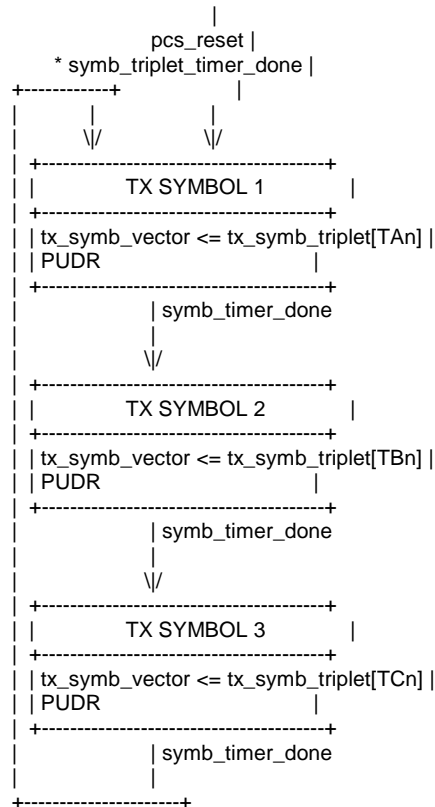 pcs_reset
* symb_triplet_timer_done
TX SYMBOL 1
tx_symb_vector <= tx_symb_triplet[TAn]
PUDR
symb_timer_done
TX SYMBOL 2
tx_symb_vector <= tx_symb_triplet[TBn]
PUDR
symb_timer_done
TX SYMBOL 3
tx_symb_vector <= tx_symb_triplet[TCn]
PUDR
symb_timer_done